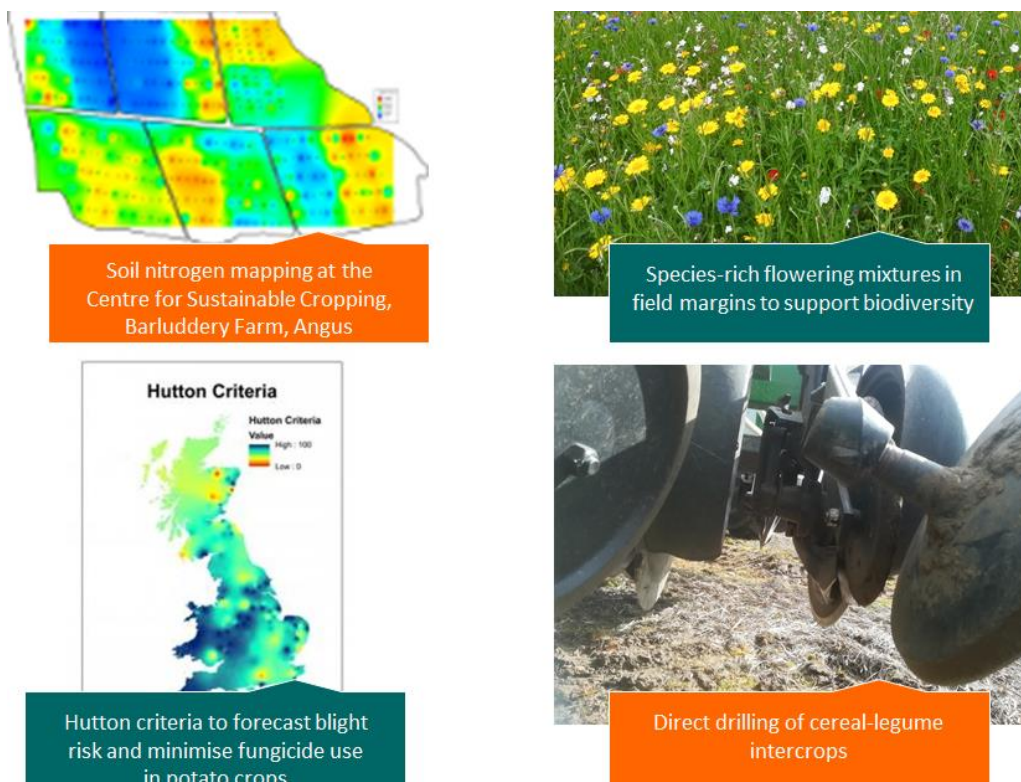 Soil nitrogen mapping at the
Centre for Sustainable Cropping,
Barluddery Farm, Angus
Species-rich flowering mixtures in
field margins to support biodiversity
Hutton Criteria
Hutton Criteria
Value
High : 100
Low : 0
Hutton criteria to forecast blight
risk and minimise fungicide use
in potato crops
Direct drilling of cereal-legume
intercrops